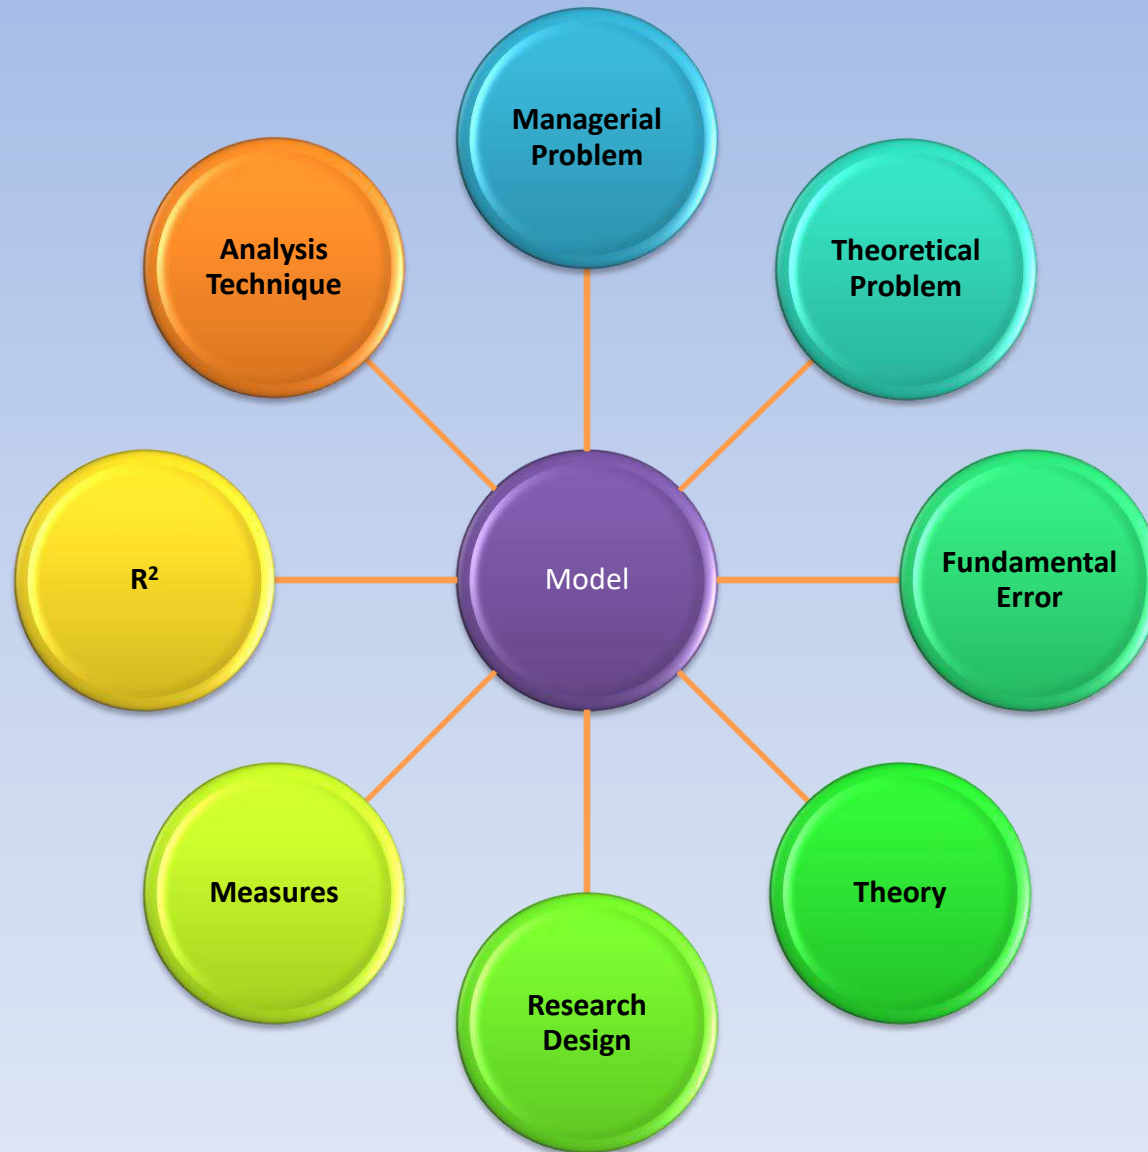 Managerial
Problem
Theoretical
Problem
Fundamental
Error
Theory
Research
Design
Measures
R²
Analysis
Technique
Model